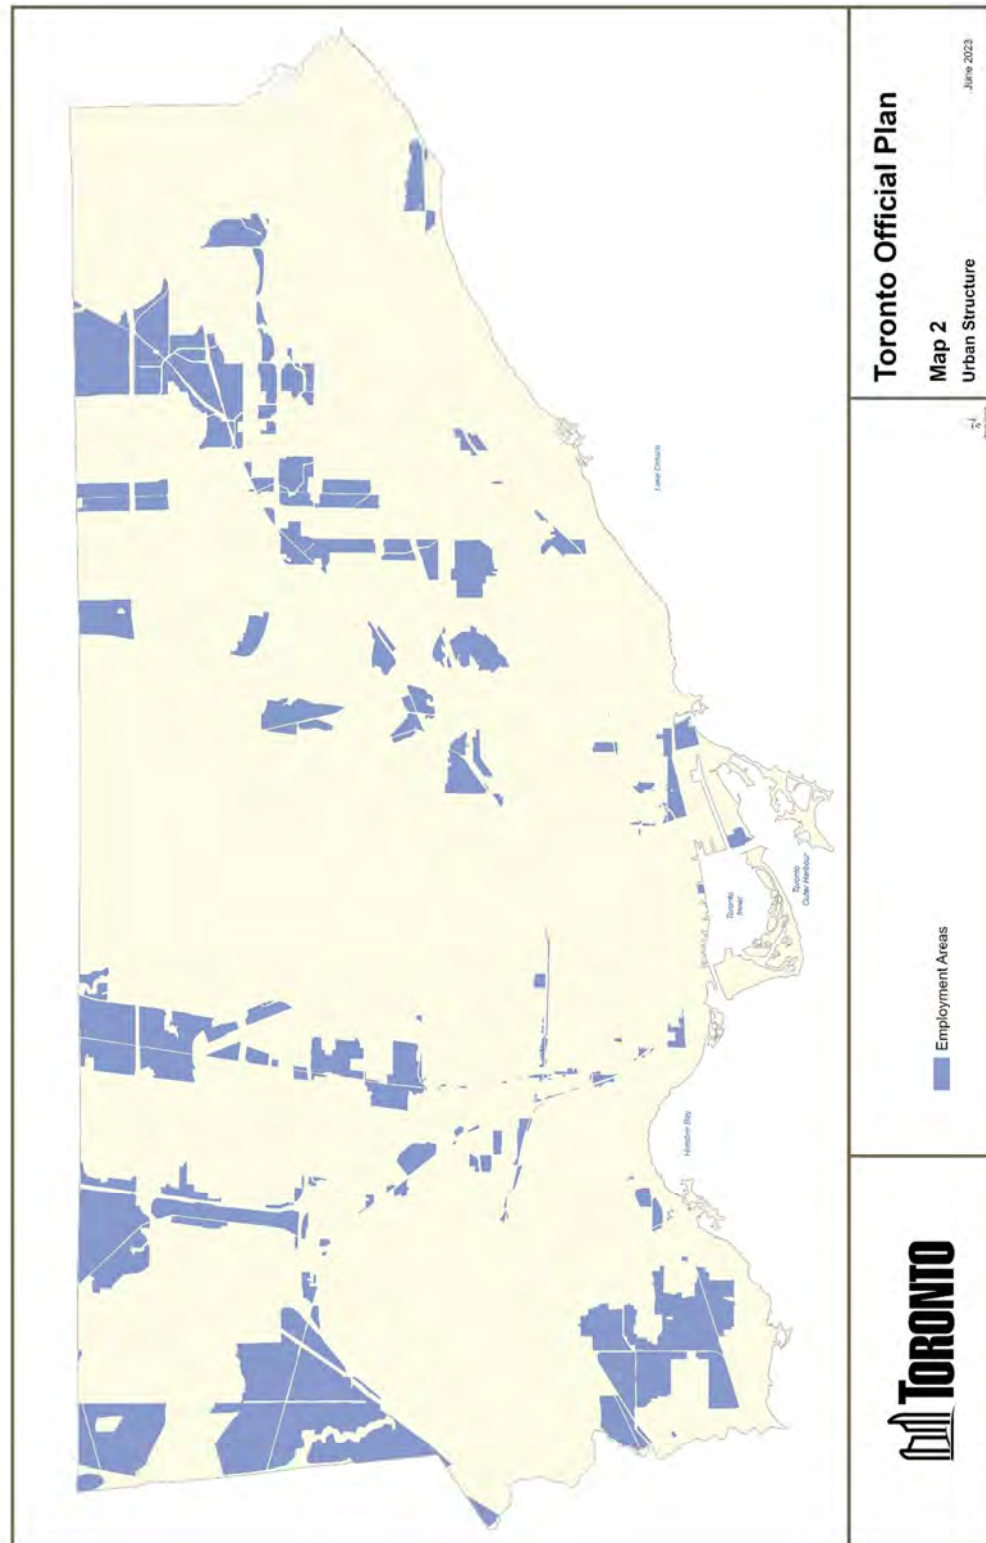 Lake Ontario
Toronto
Inner
Toronto
Outer Harbour
Humber Bay
TORONTO
Employment Areas
Toronto Official Plan
Map 2
Urban Structure
June 2023